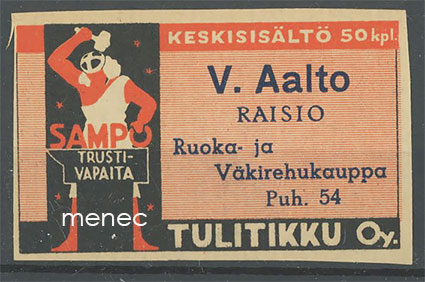 KESKISISÄLTÖ 50 kpl.
V. Aalto
RAISIO
Ruoka- ja
Väkirehukauppa
Puh. 54
SAMPO
TRUSTI-
VAPAITA
menec
TULITIKKU Oy.